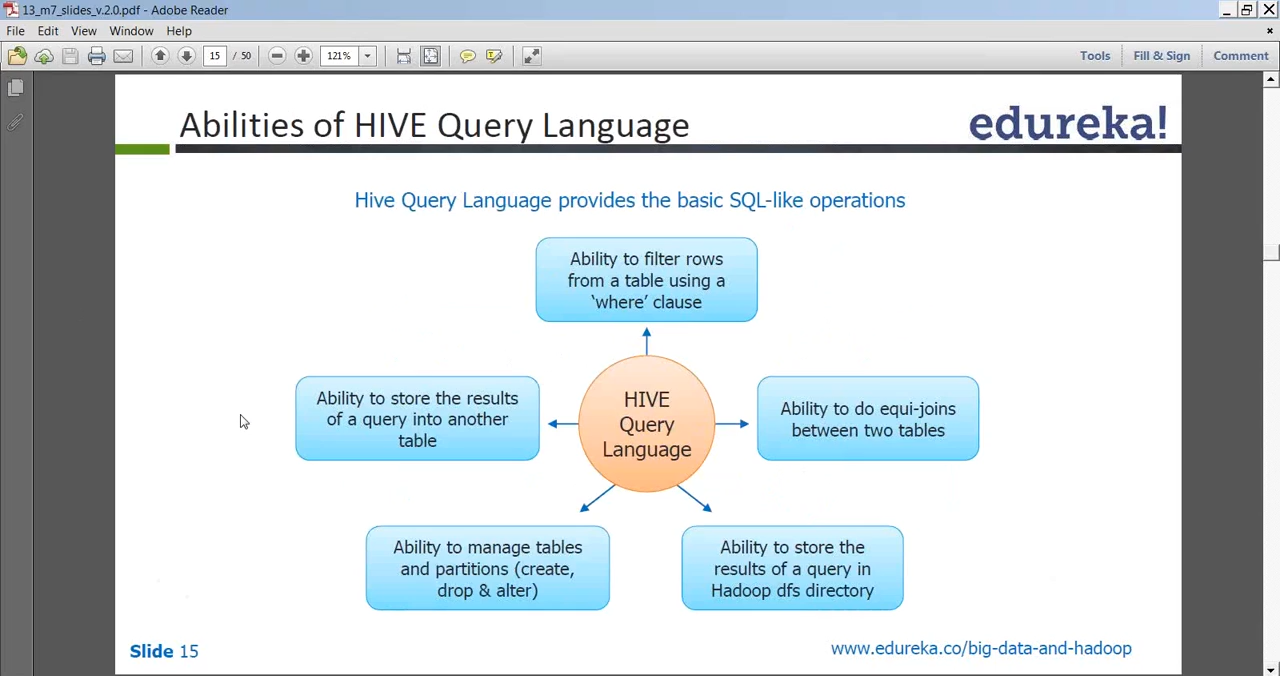 13_m7_slides_v.2.0.pdf - Adobe Reader
File Edit View Window Help
15 / 50 121% Tools Fill & Sign Comment
Abilities of HIVE Query Language
edureka!
Hive Query Language provides the basic SQL-like operations
Ability to filter rows
from a table using a
‘where’ clause
Ability to store the results
of a query into another
table
HIVE
Query
Language
Ability to do equi-joins
between two tables
Ability to manage tables
and partitions (create,
drop & alter)
Ability to store the
results of a query in
Hadoop dfs directory
Slide 15
www.edureka.co/big-data-and-hadoop